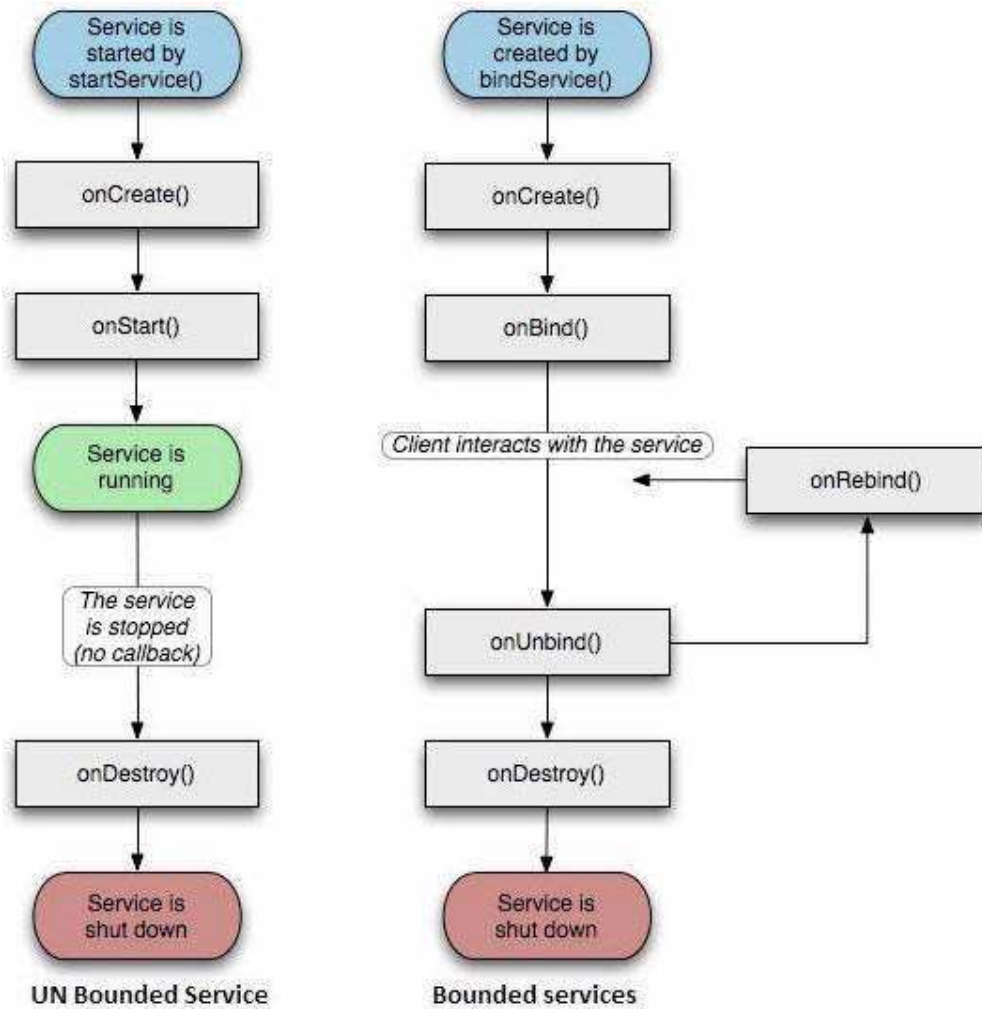 Service is
started by
startService()
onCreate()
onStart()
Service is
running
The service
is stopped
(no callback)
onDestroy()
Service is
shut down
UN Bounded Service
Service is
created by
bindService()
onCreate()
onBind()
Client interacts with the service
onRebind()
onUnbind()
onDestroy()
Service is
shut down
Bounded services